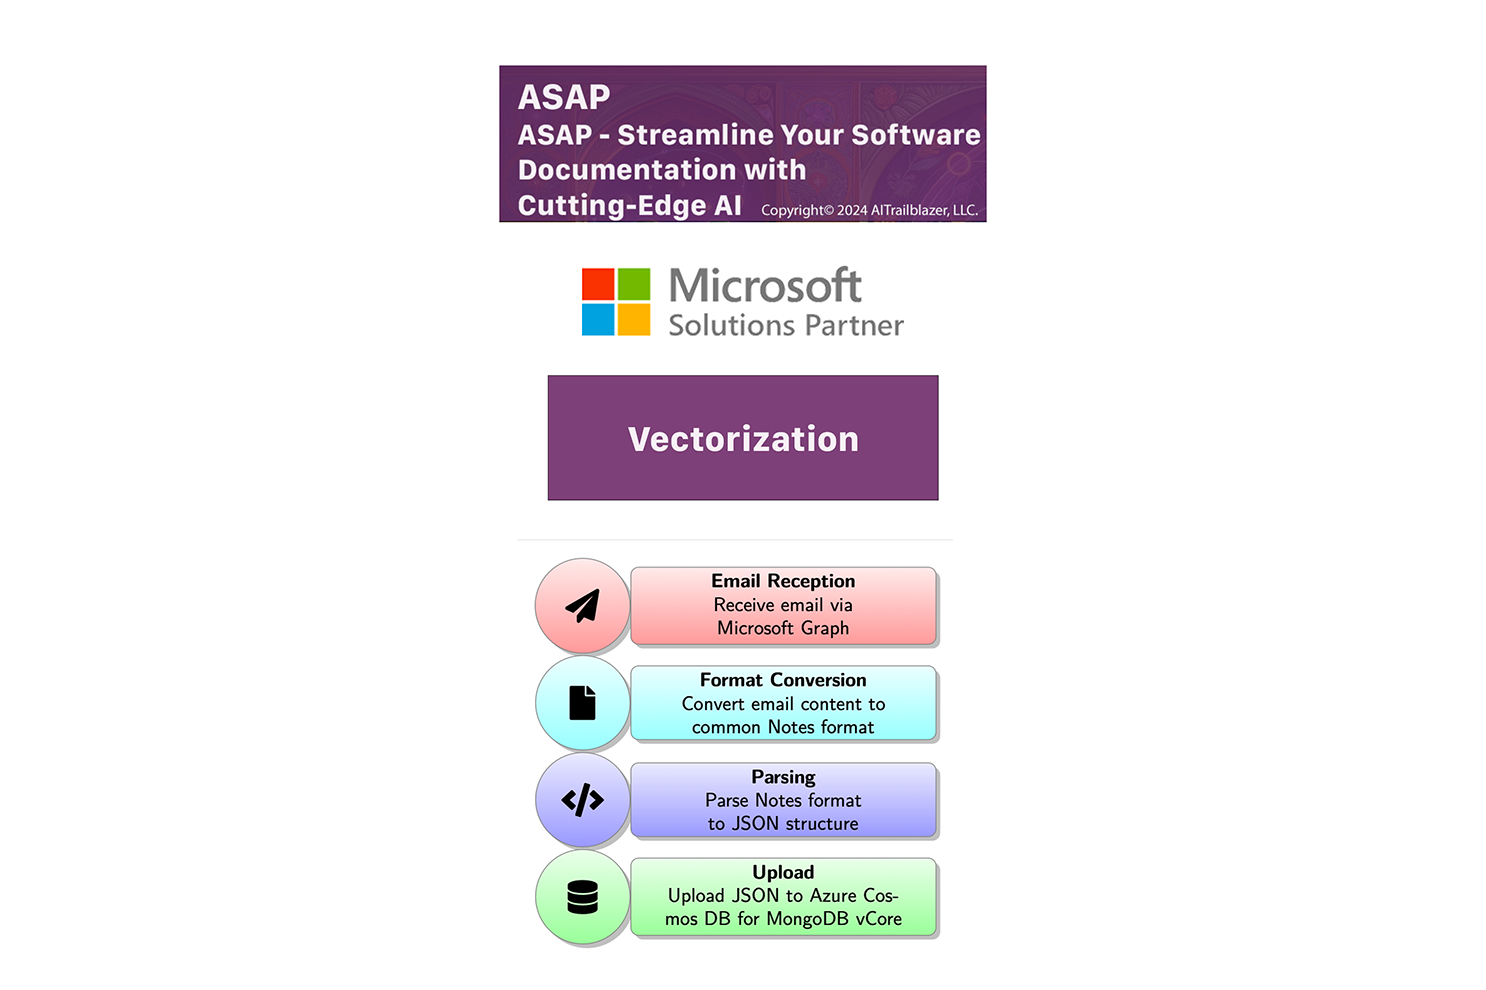 ASAP
ASAP - Streamline Your Software
Documentation with
Cutting-Edge AI
Copyright© 2024 AITrailblazer, LLC.
Microsoft
Solutions Partner
Vectorization
Email Reception
Receive email via
Microsoft Graph
Format Conversion
Convert email content to
common Notes format
Parsing
Parse Notes format
to JSON structure
Upload
Upload JSON to Azure Cos-
mos DB for MongoDB vCore